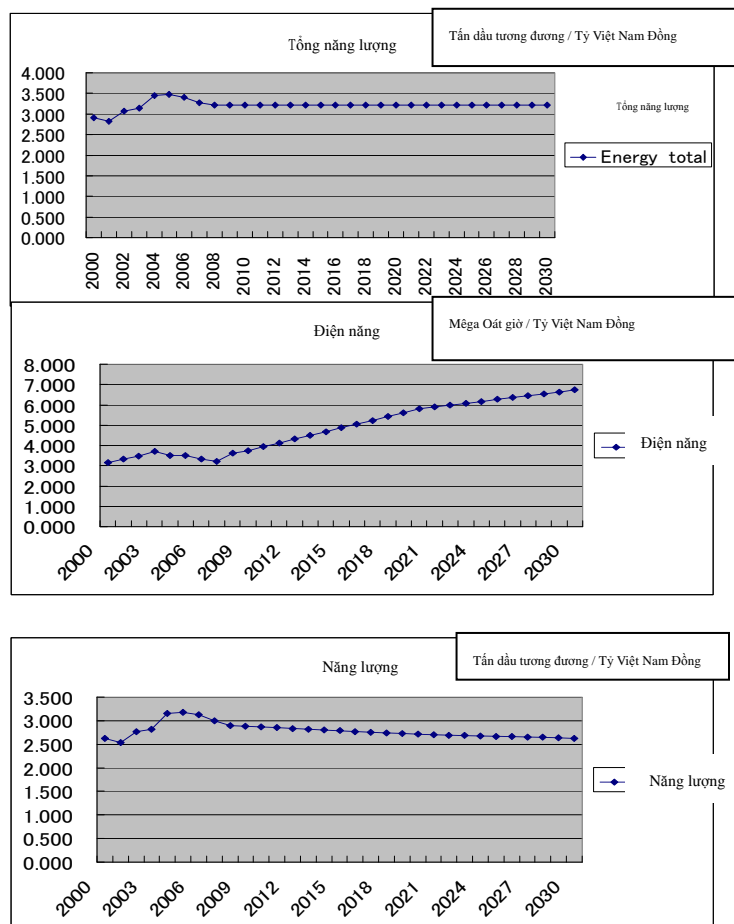 Tổng năng lượng
Tấn dầu tương đương / Tỷ Việt Nam Đồng
4.000
3.500
3.000
2.500
2.000
1.500
1.000
0.500
0.000
Tổng năng lượng
Energy total
2000 2002 2004 2006 2008 2010 2012 2014 2016 2018 2020 2022 2024 2026 2028 2030
Điện năng
Mêga Oát giờ / Tỷ Việt Nam Đồng
8.000
7.000
6.000
5.000
4.000
3.000
2.000
1.000
0.000
Điện năng
2000 2003 2006 2009 2012 2015 2018 2021 2024 2027 2030
Năng lượng
Tấn dầu tương đương / Tỷ Việt Nam Đồng
3.500
3.000
2.500
2.000
1.500
1.000
0.500
0.000
Năng lượng
2000 2003 2006 2009 2012 2015 2018 2021 2024 2027 2030